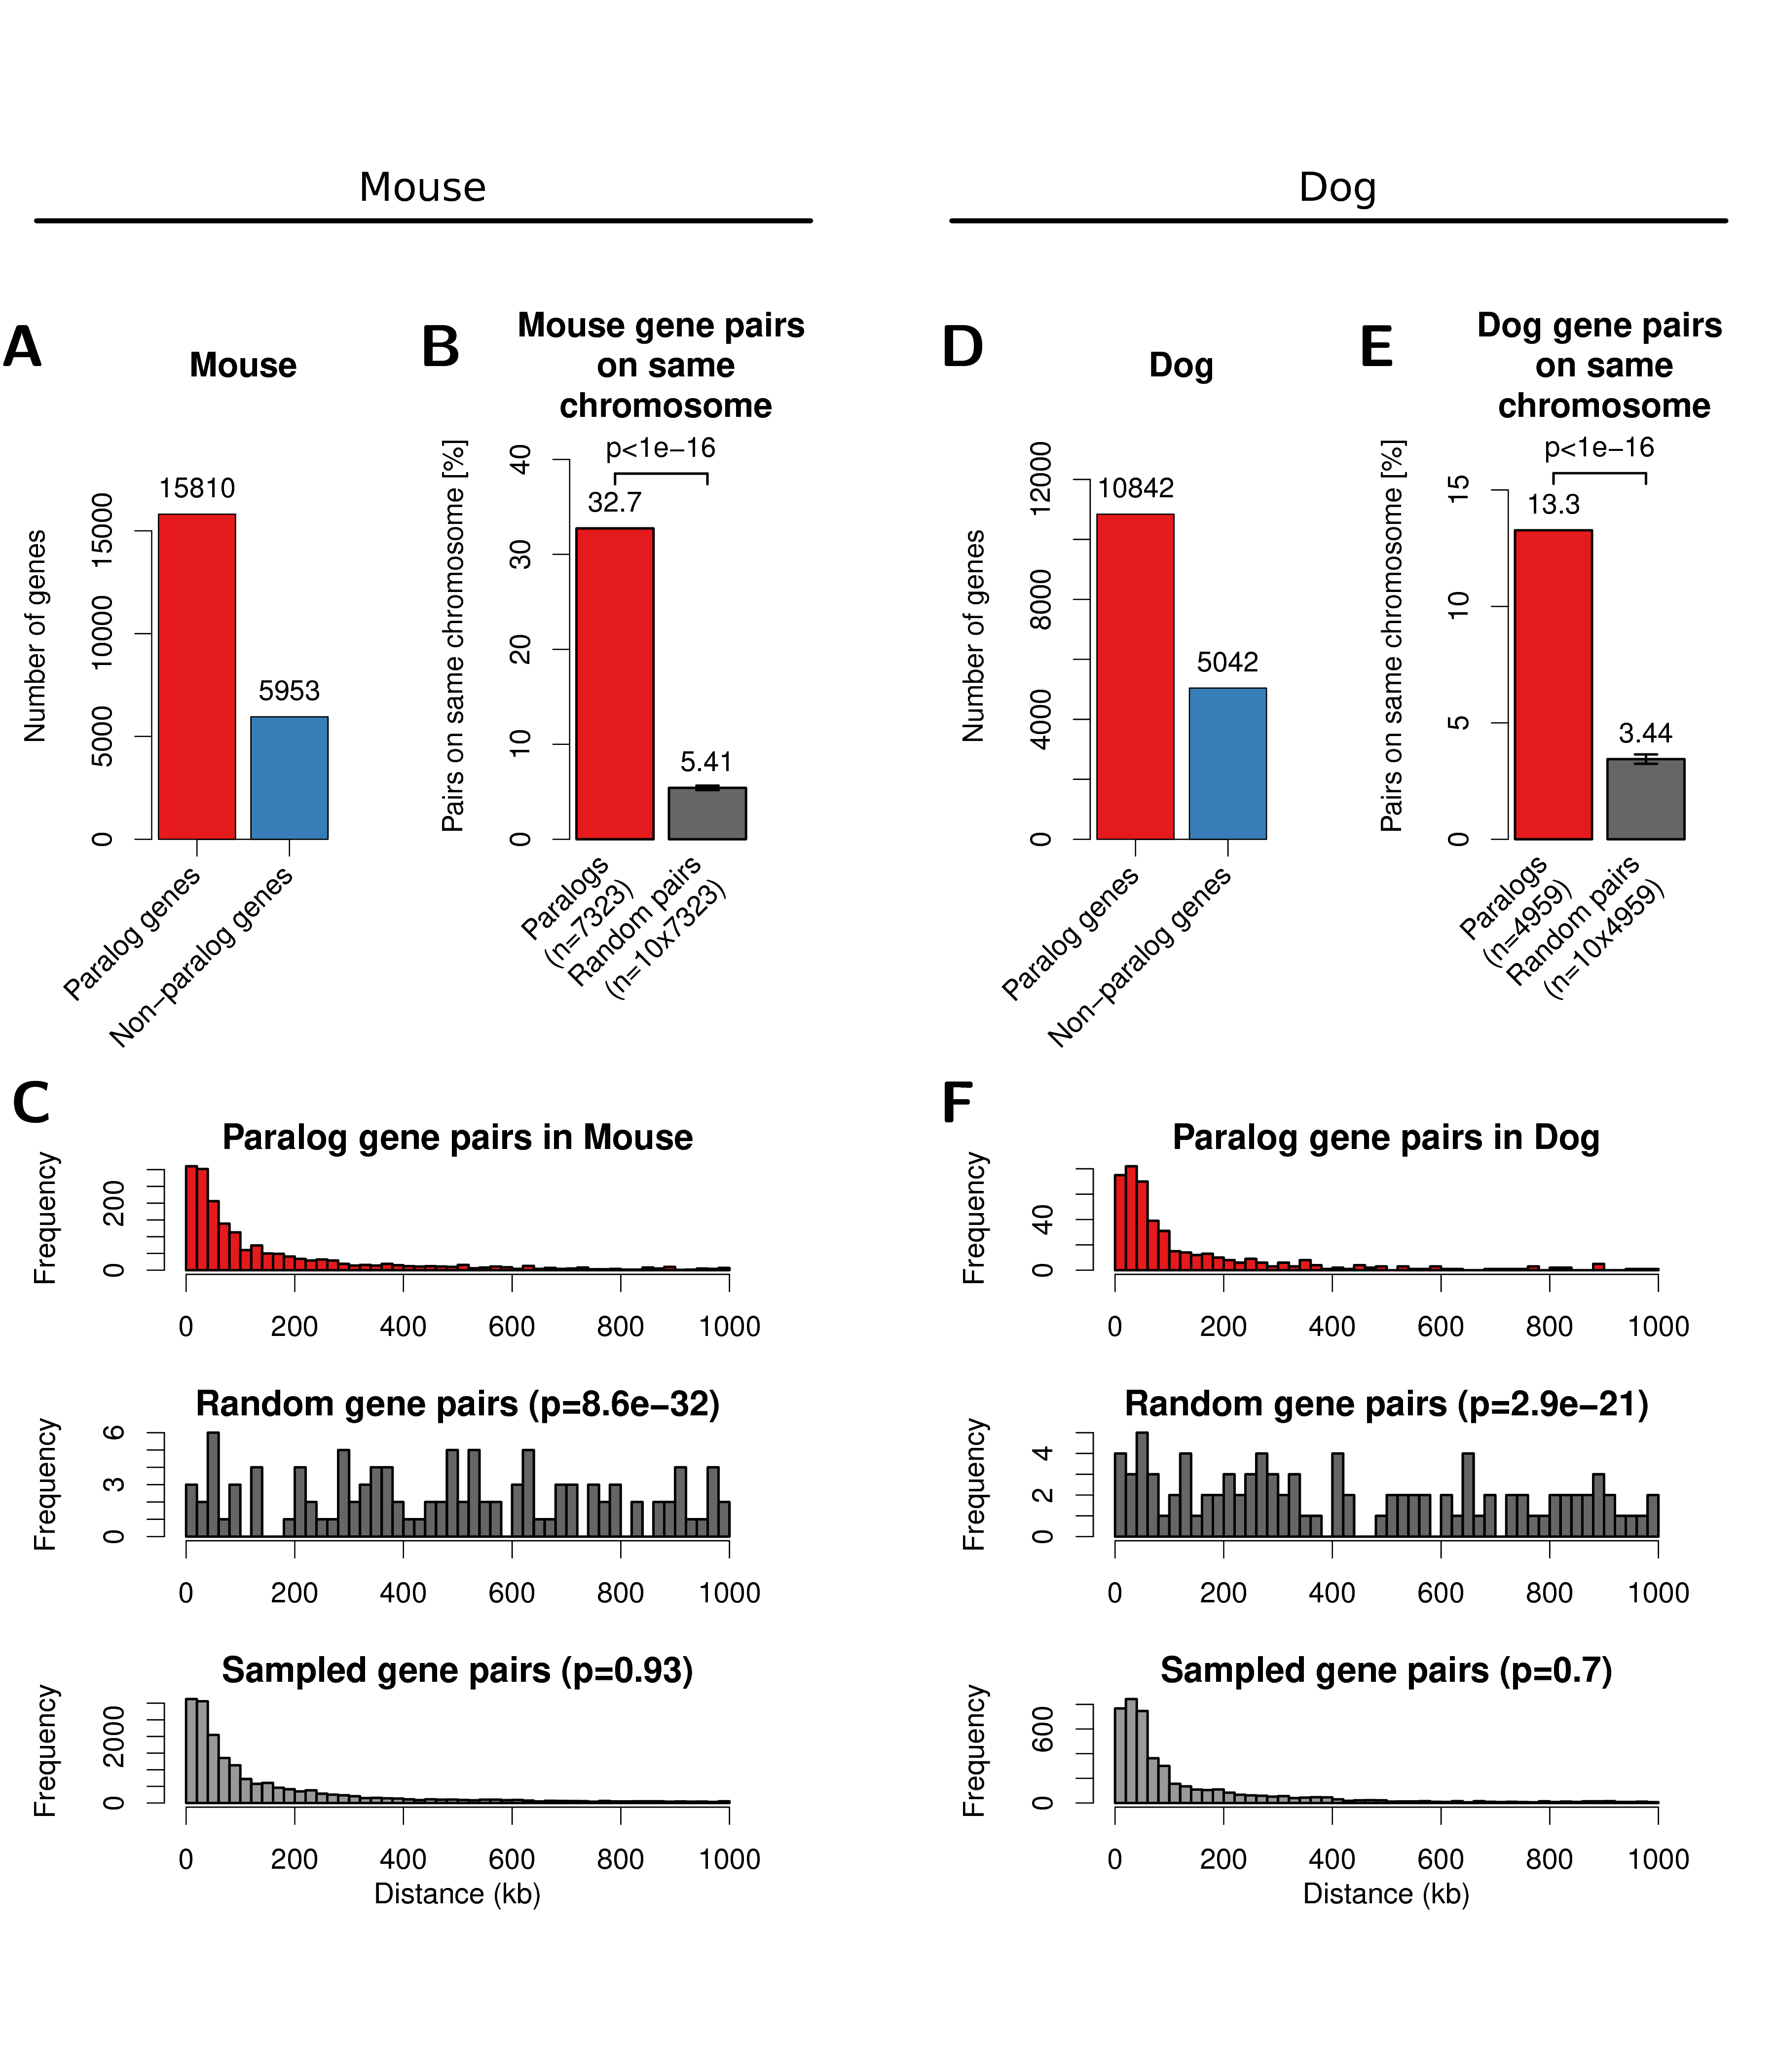 Mouse
Dog
A
Mouse
15810
5953
Number of genes
0
5000
10000
15000
Paralog genes
Non−paralog genes
B
Mouse gene pairs
on same
chromosome
p<1e−16
32.7
5.41
Pairs on same chromosome [%]
0
10
20
30
40
Paralogs
(n=7323)
Random pairs
(n=10x7323)
D
Dog
10842
5042
Number of genes
0
4000
8000
12000
Paralog genes
Non−paralog genes
E
Dog gene pairs
on same
chromosome
p<1e−16
13.3
3.44
Pairs on same chromosome [%]
0
5
10
15
Paralogs
(n=4959)
Random pairs
(n=10x4959)
C
Paralog gene pairs in Mouse
Frequency
0
200
0 200 400 600 800 1000
Random gene pairs (p=8.6e−32)
Frequency
0
3
6
0 200 400 600 800 1000
Sampled gene pairs (p=0.93)
Frequency
0
2000
0 200 400 600 800 1000
Distance (kb)
F
Paralog gene pairs in Dog
Frequency
0
40
0 200 400 600 800 1000
Random gene pairs (p=2.9e−21)
Frequency
0
2
4
0 200 400 600 800 1000
Sampled gene pairs (p=0.7)
Frequency
0
600
0 200 400 600 800 1000
Distance (kb)